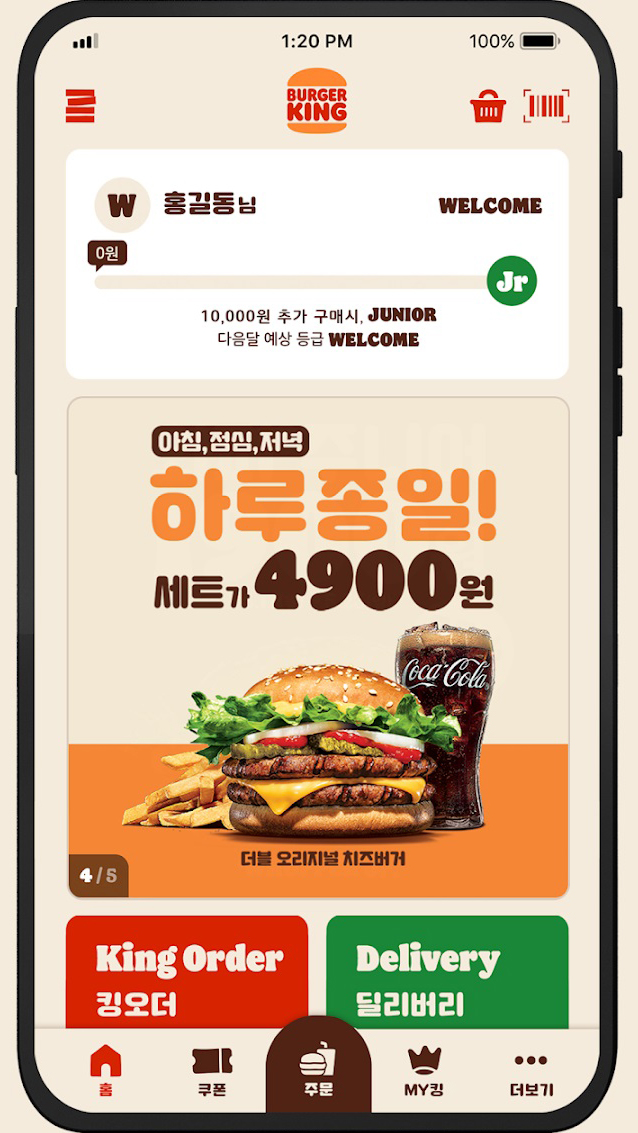 1:20 PM
100%
BURGER
KING
W 홍길동님 WELCOME
0원
Jr
10,000원 추가 구매시, JUNIOR
다음달 예상 등급 WELCOME
아침,점심,저녁
하루종일!
세트가 4900원
Coca-Cola
더블 오리지널 치즈버거
4 / 5
King Order
킹오더
Delivery
딜리버리
홈
쿠폰
주문
MY킹
더보기